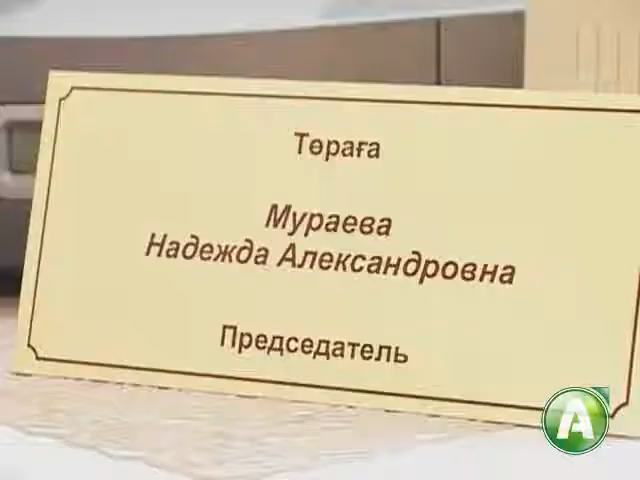 Төраға
Мураева
Надежда Александровна
Председатель
A